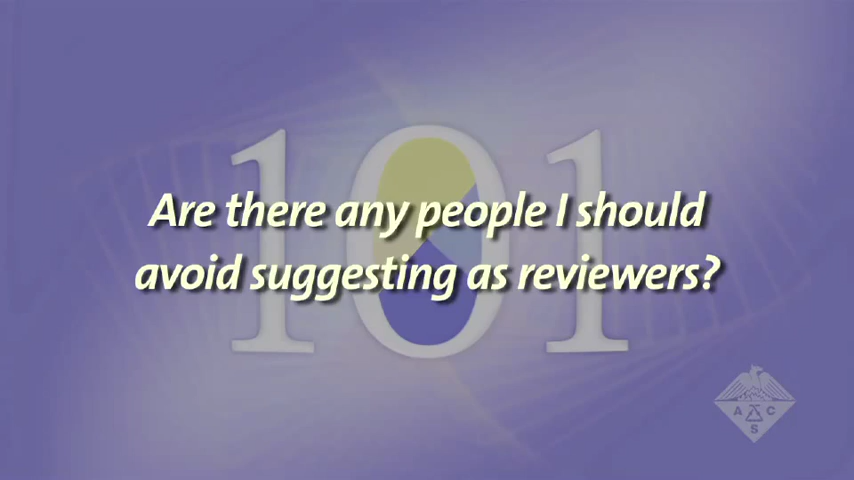 101
Are there any people I should
avoid suggesting as reviewers?
A C
S